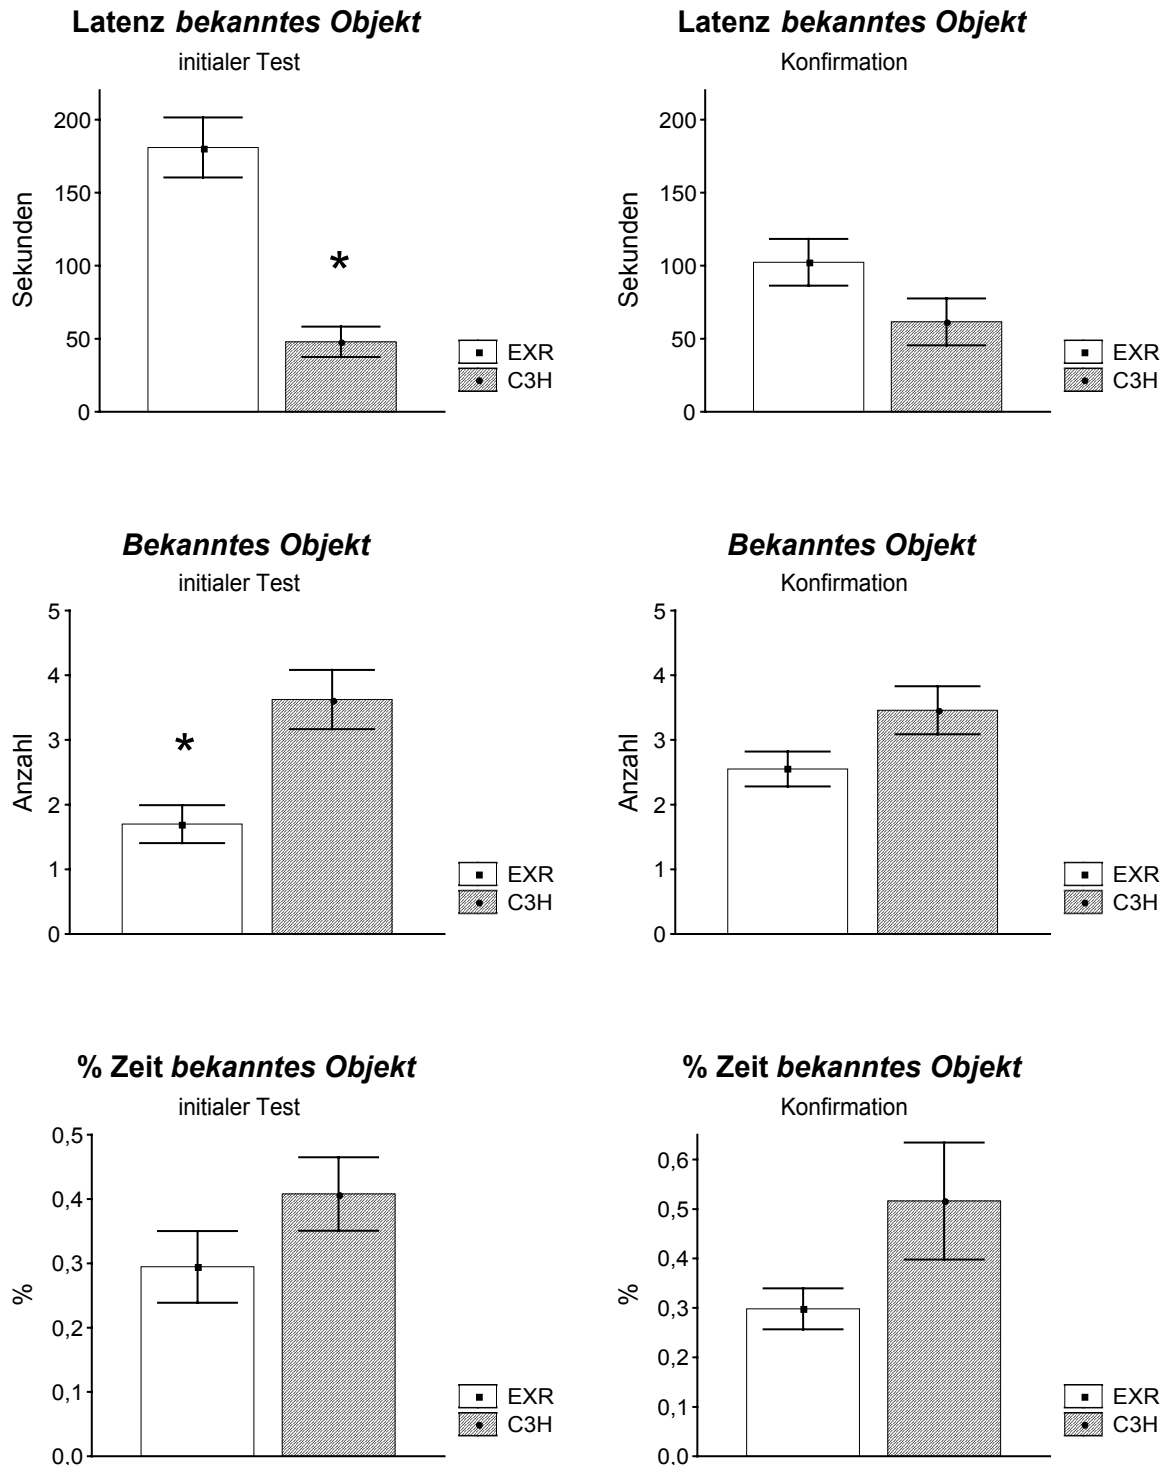 Latenz bekanntes Objekt
initialer Test
Sekunden
200
150
100
50
0
*
EXR
C3H
Latenz bekanntes Objekt
Konfirmation
Sekunden
200
150
100
50
0
EXR
C3H
Bekanntes Objekt
initialer Test
Anzahl
5
4
3
2
1
0
*
EXR
C3H
Bekanntes Objekt
Konfirmation
Anzahl
5
4
3
2
1
0
EXR
C3H
% Zeit bekanntes Objekt
initialer Test
%
0,5
0,4
0,3
0,2
0,1
0,0
EXR
C3H
% Zeit bekanntes Objekt
Konfirmation
%
0,6
0,5
0,4
0,3
0,2
0,1
0,0
EXR
C3H